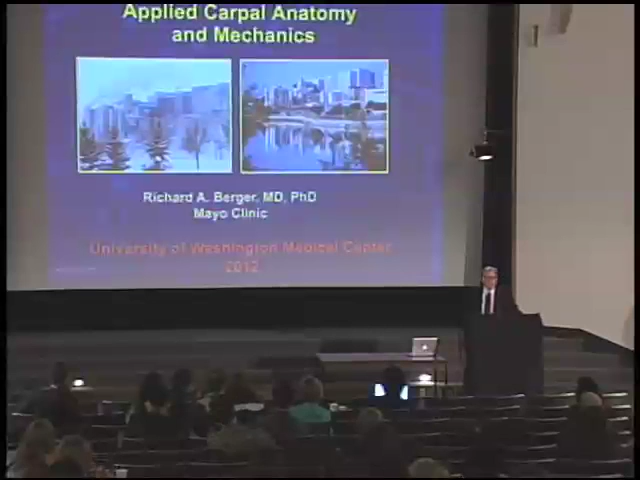 Applied Carpal Anatomy
and Mechanics
Richard A. Berger, MD, PhD
Mayo Clinic
University of Washington Medical Center
2012